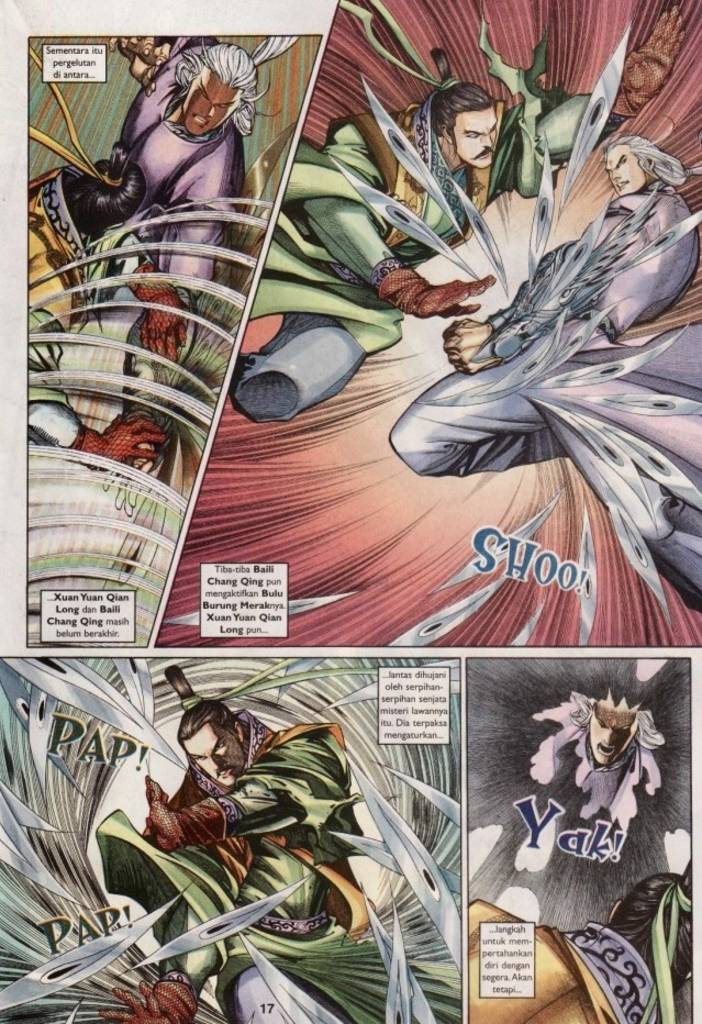 Sementara itu
pergelutan
di antara...
...Xuan Yuan Qian
Long dan Baili
Chang Qing masih
belum berakhir.
Tiba-tiba Baili
Chang Qing pun
mengaktifkan Bulu
Burung Meraknya.
Xuan Yuan Qian
Long pun...
SHOO!
...lantas dihujani
oleh serpihan-
serpihan senjata
misteri lawannya
itu. Dia terpaksa
mengaturkan...
PAP!
PAP!
Yak!
...langkah
untuk mem-
pertahankan
diri dengan
segera. Akan
tetapi...
17